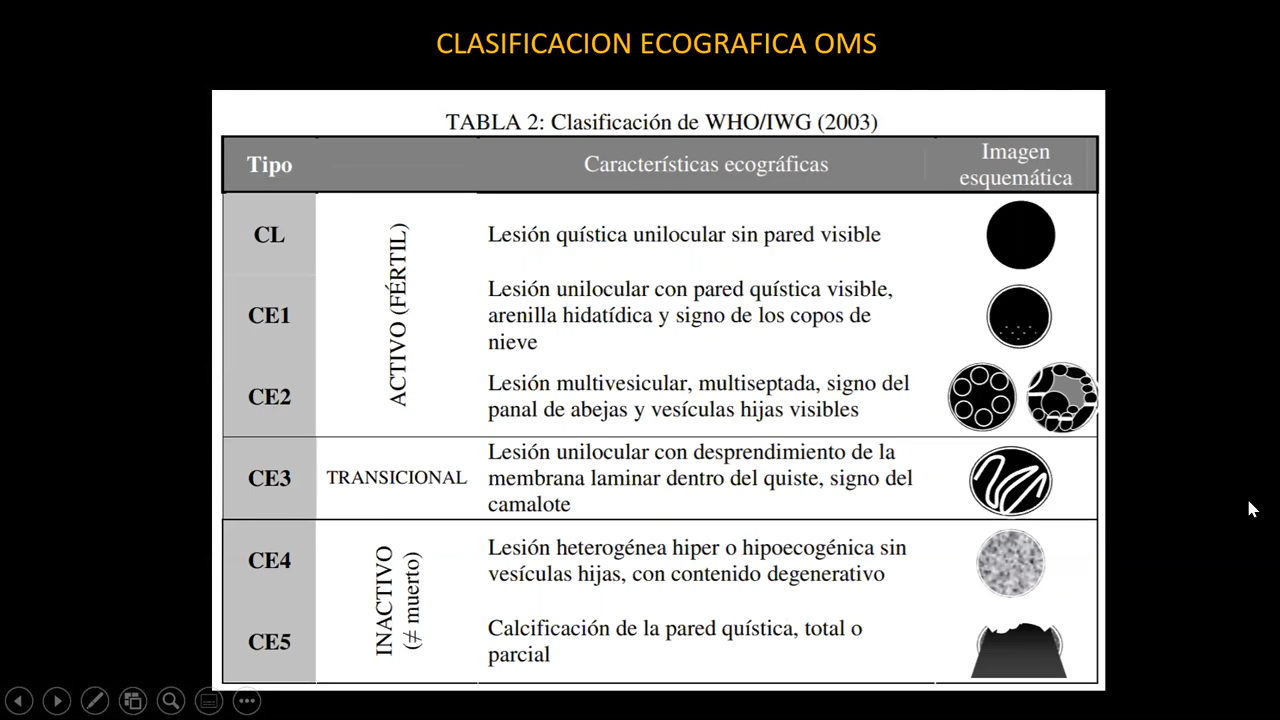 CLASIFICACION ECOGRAFICA OMS
TABLA 2: Clasificación de WHO/IWG (2003)
Tipo
Características ecográficas
Imagen
esquemática
ACTIVO (FÉRTIL)
CL
Lesión quística unilocular sin pared visible
CE1
Lesión unilocular con pared quística visible,
arenilla hidatídica y signo de los copos de
nieve
CE2
Lesión multivesicular, multiseptada, signo del
panal de abejas y vesículas hijas visibles
CE3
TRANSICIONAL
Lesión unilocular con desprendimiento de la
membrana laminar dentro del quiste, signo del
camalote
INACTIVO
(≠ muerto)
CE4
Lesión heterogénea hiper o hipoecogénica sin
vesículas hijas, con contenido degenerativo
CE5
Calcificación de la pared quística, total o
parcial